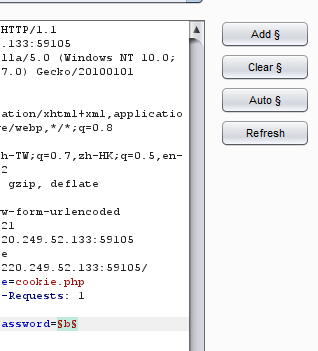 HTTP/1.1
.133:59105
lla/5.0 (Windows NT 10.0;
7.0) Gecko/20100101
ation/xhtml+xml,applicatio
e/webp,*/*;q=0.8
h-TW;q=0.7,zh-HK;q=0.5,en-
2
gzip, deflate
w-form-urlencoded
21
20.249.52.133:59105
e
220.249.52.133:59105/
e=cookie.php
-Requests: 1
assword=§b§
Add §
Clear §
Auto §
Refresh